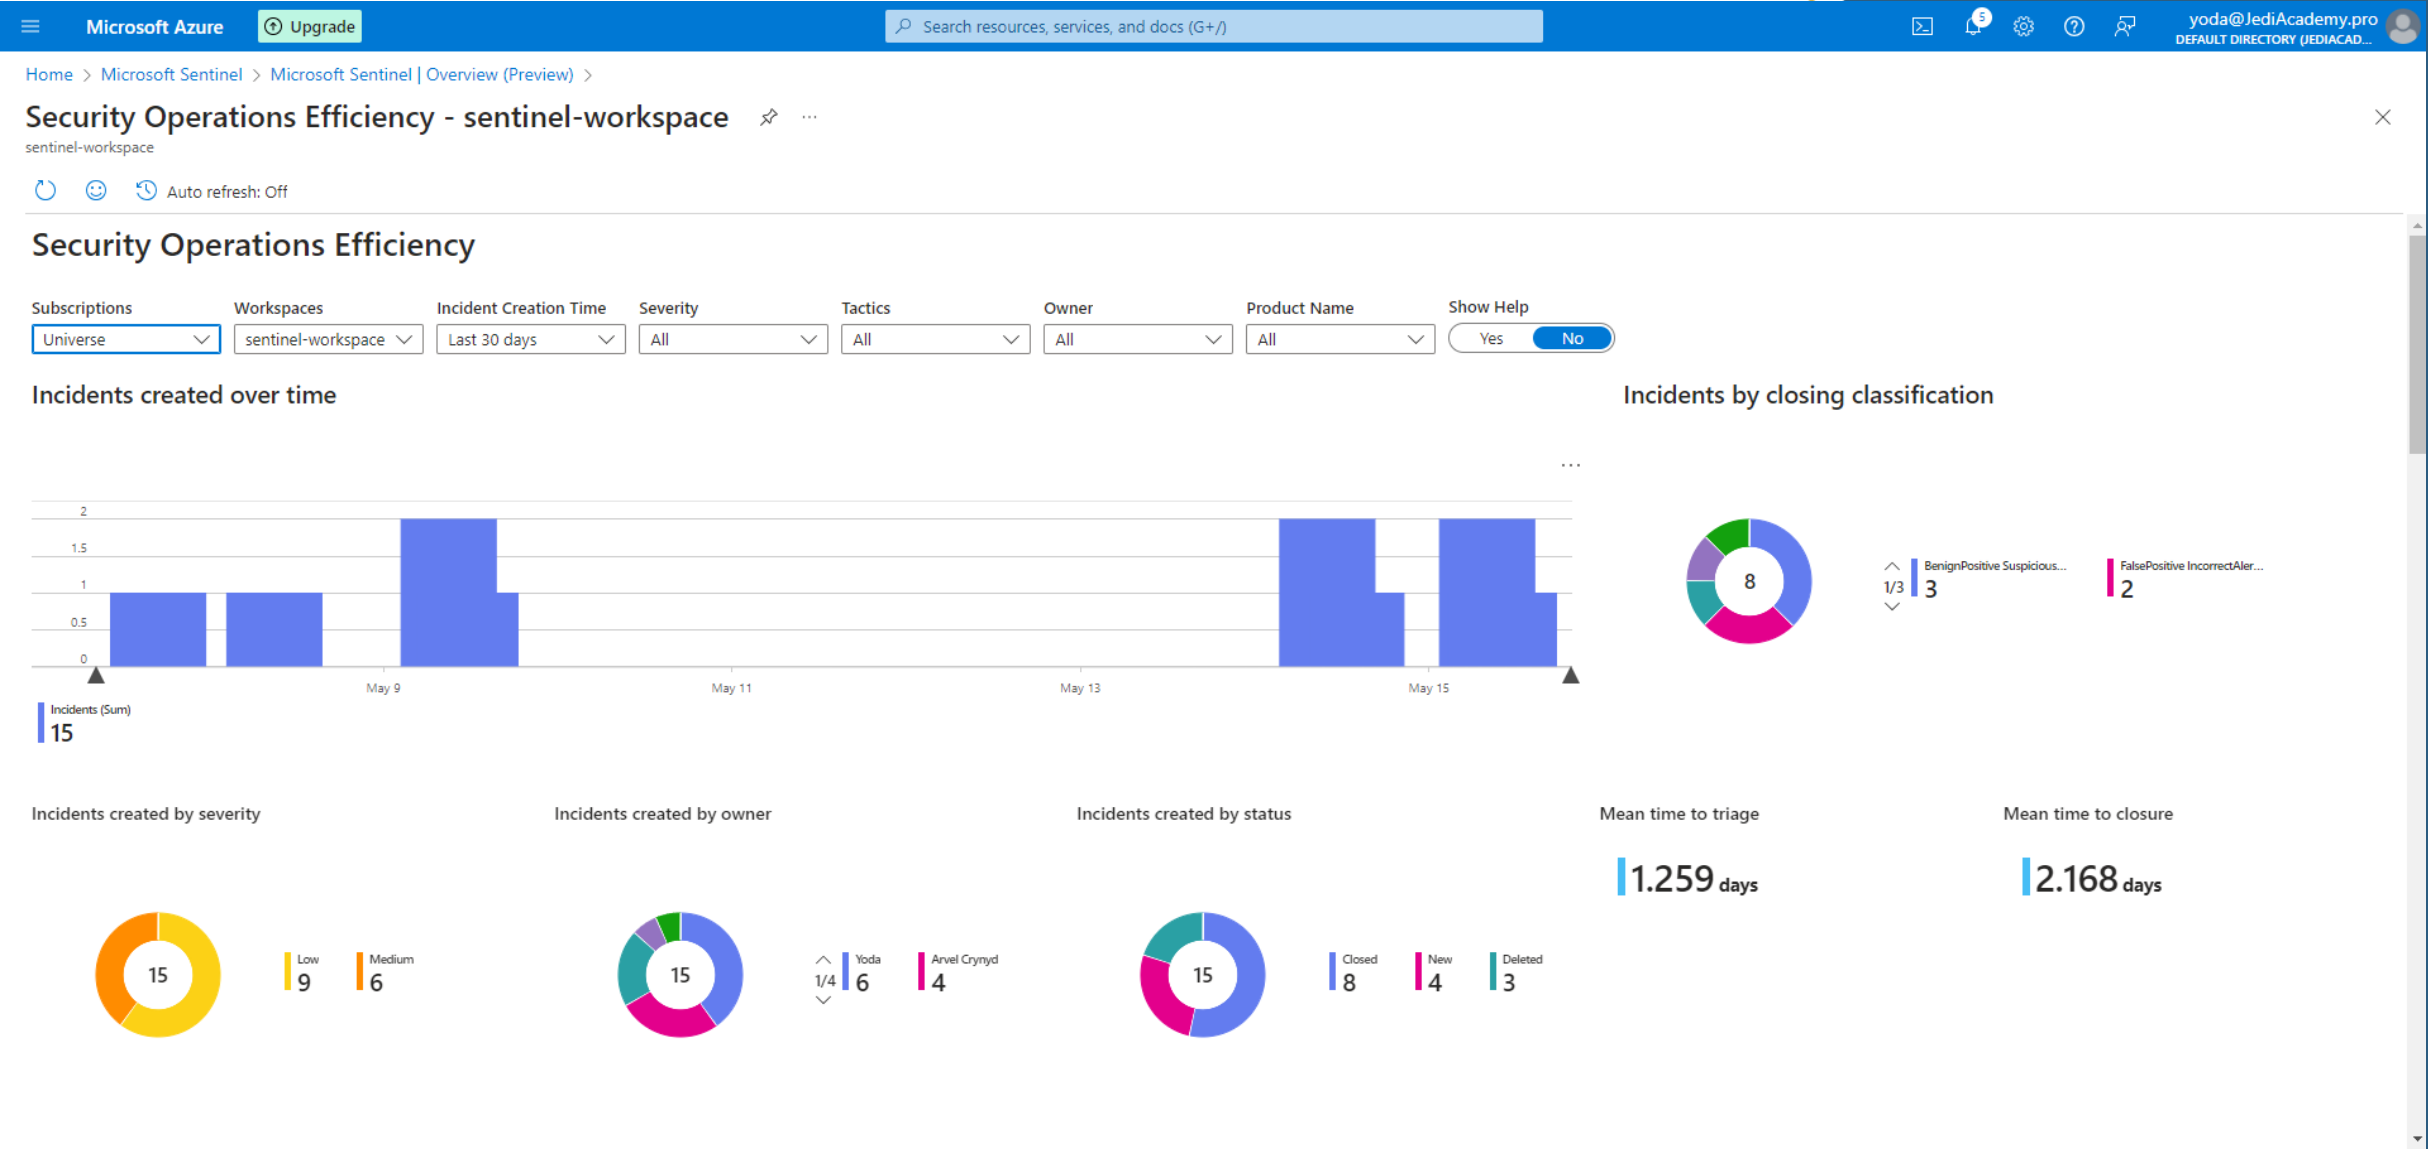 Microsoft Azure
Upgrade
Search resources, services, and docs (G+/)
5
yoda@JediAcademy.pro
DEFAULT DIRECTORY (JEDIACAD...
Home > Microsoft Sentinel > Microsoft Sentinel | Overview (Preview) >
Security Operations Efficiency - sentinel-workspace
...
sentinel-workspace
Auto refresh: Off
Security Operations Efficiency
Subscriptions
Universe
Workspaces
sentinel-workspace
Incident Creation Time
Last 30 days
Severity
All
Tactics
All
Owner
All
Product Name
All
Show Help
Yes
No
Incidents created over time
...
2
1.5
1
0.5
0
May 9
May 11
May 13
May 15
Incidents (Sum)
15
Incidents by closing classification
8
1/3
BenignPositive Suspicious...
3
FalsePositive IncorrectAler...
2
Incidents created by severity
15
Low
9
Medium
6
Incidents created by owner
15
1/4
Yoda
6
Arvel Crynyd
4
Incidents created by status
15
Closed
8
New
4
Deleted
3
Mean time to triage
1.259 days
Mean time to closure
2.168 days